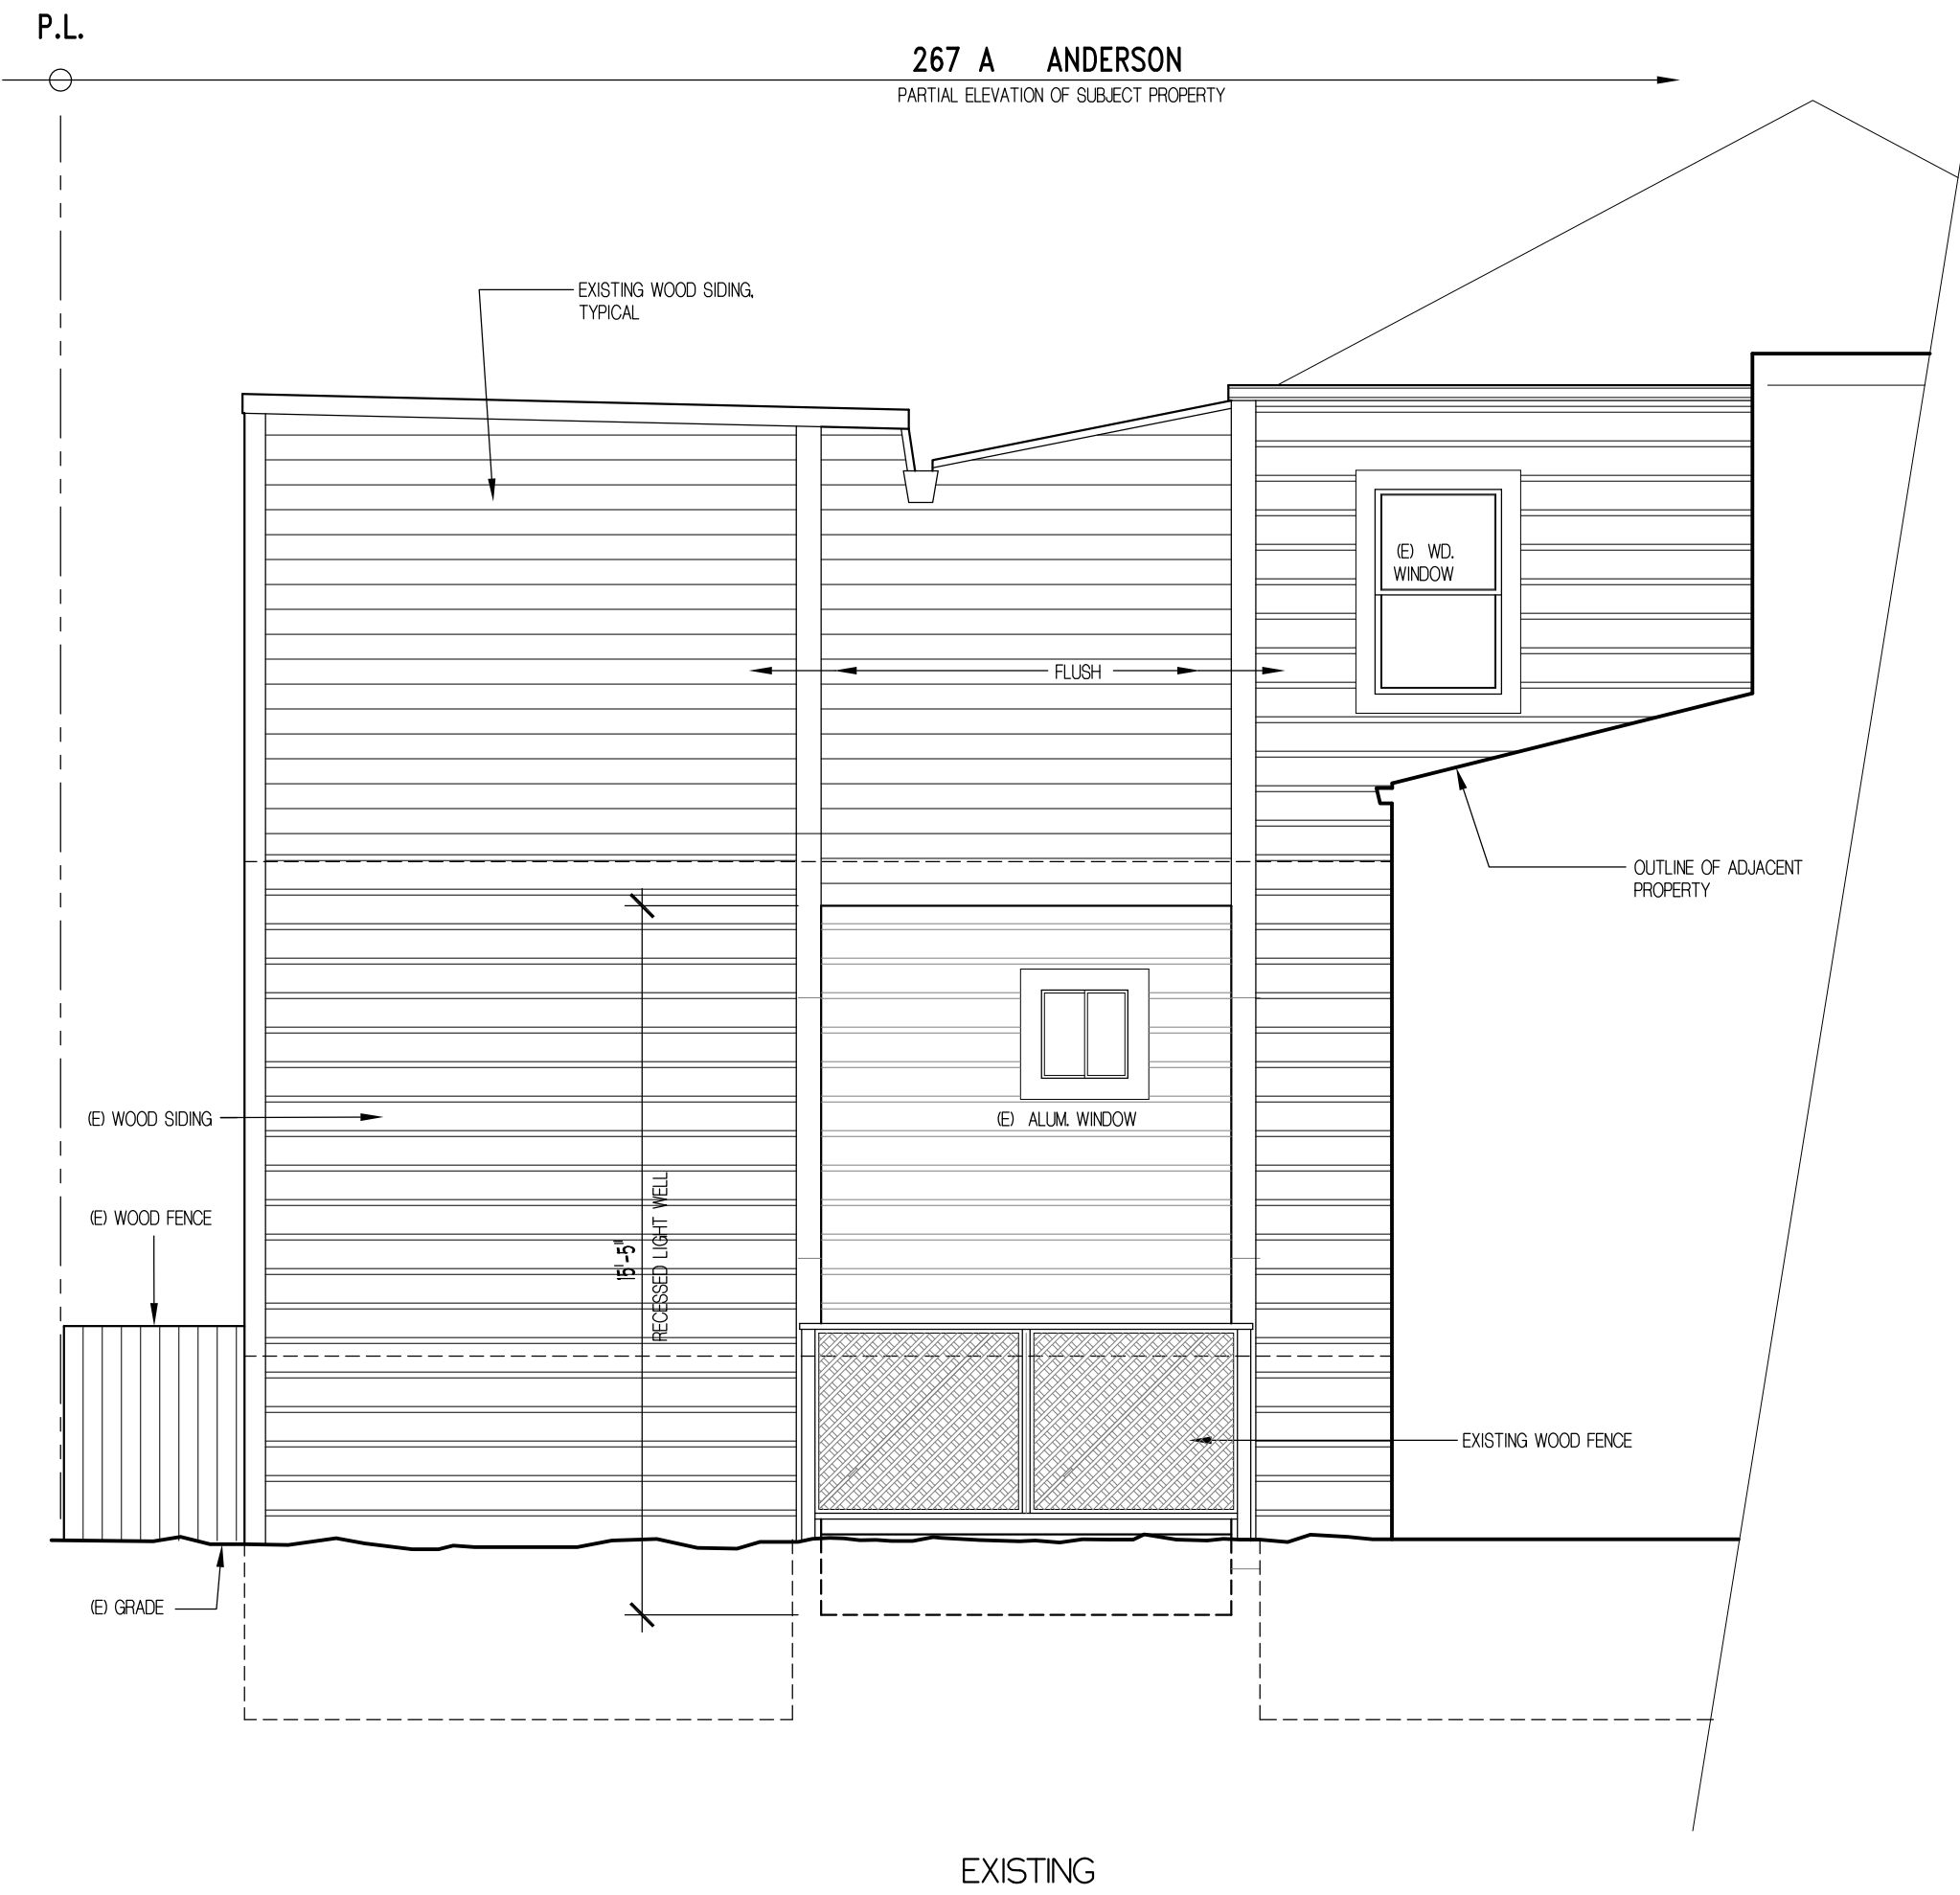 P.L.
267 A ANDERSON
PARTIAL ELEVATION OF SUBJECT PROPERTY
EXISTING WOOD SIDING,
TYPICAL
(E) WD.
WINDOW
FLUSH
OUTLINE OF ADJACENT
PROPERTY
(E) WOOD SIDING
(E) ALUM. WINDOW
(E) WOOD FENCE
15'-5"
RECESSED LIGHT WELL
EXISTING WOOD FENCE
(E) GRADE
EXISTING